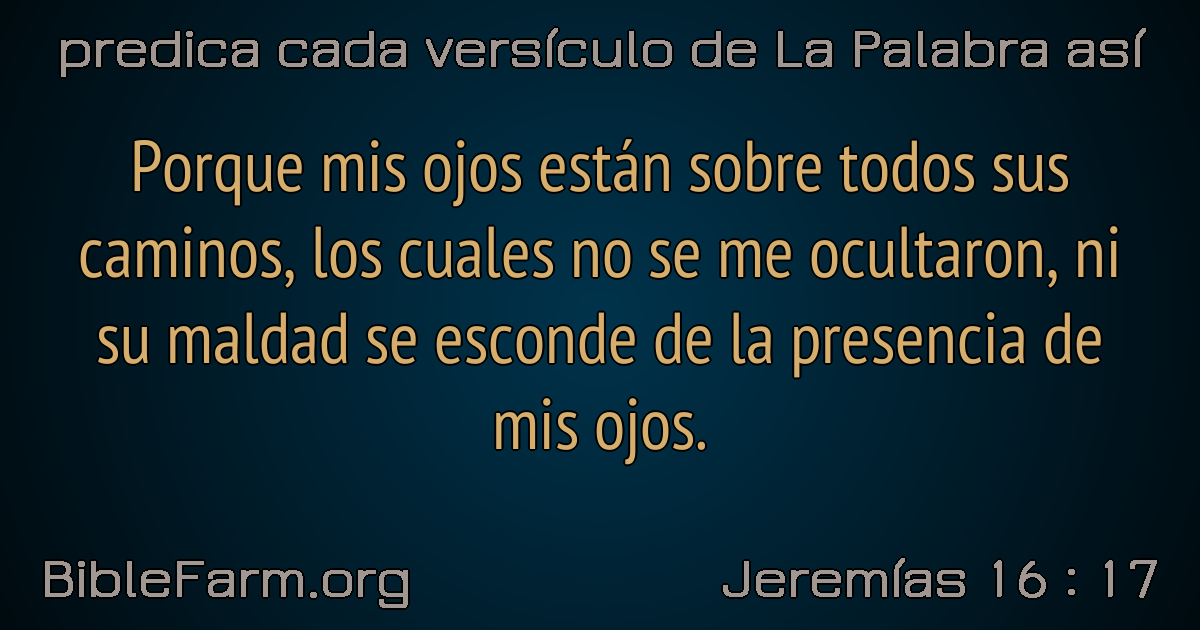 predica cada versículo de La Palabra así
Porque mis ojos están sobre todos sus
caminos, los cuales no se me ocultaron, ni
su maldad se esconde de la presencia de
mis ojos.
BibleFarm.org
Jeremías 16 : 17